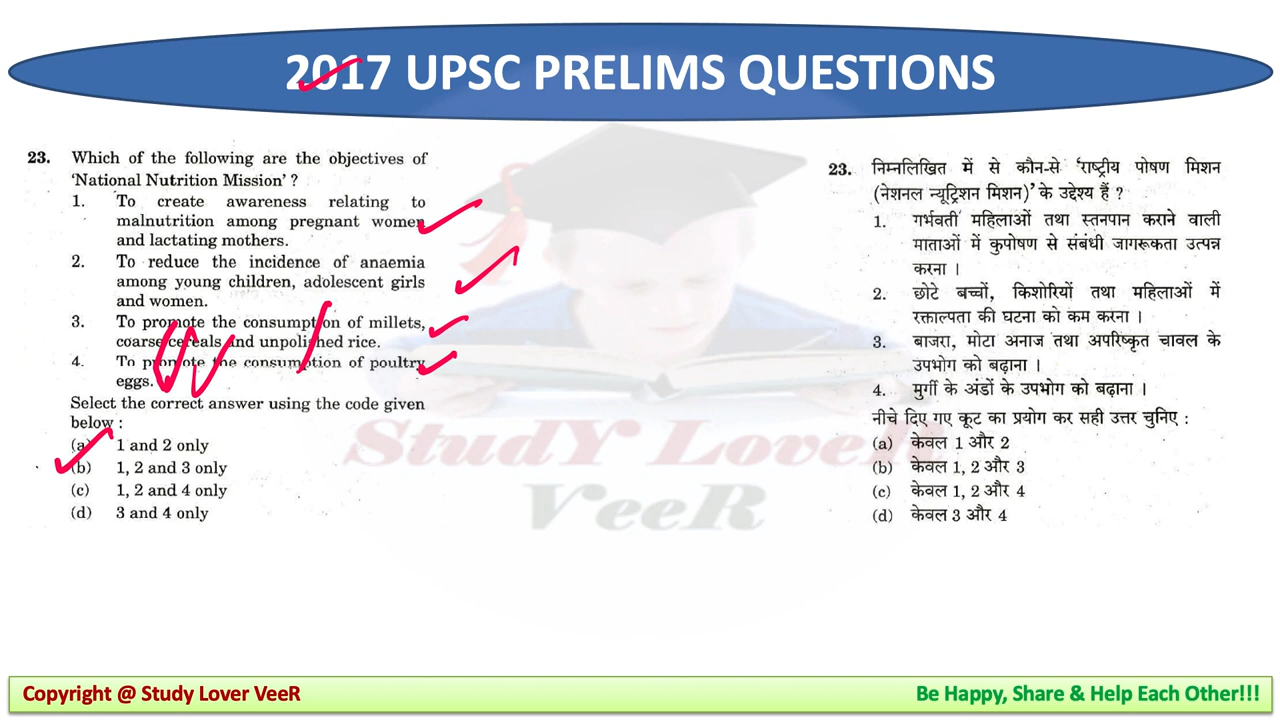 2017 UPSC PRELIMS QUESTIONS
23. Which of the following are the objectives of
'National Nutrition Mission' ?
1. To create awareness relating to
malnutrition among pregnant women
and lactating mothers.
2. To reduce the incidence of anaemia
among young children, adolescent girls
and women.
3. To promote the consumption of millets,
coarse cereals and unpolished rice.
4. To promote the consumption of poultry
eggs.
Select the correct answer using the code given
below :
(a) 1 and 2 only
(b) 1, 2 and 3 only
(c) 1, 2 and 4 only
(d) 3 and 4 only
23. निम्नलिखित में से कौन-से 'राष्ट्रीय पोषण मिशन
(नेशनल न्यूट्रिशन मिशन)' के उद्देश्य हैं ?
1. गर्भवती महिलाओं तथा स्तनपान कराने वाली
माताओं में कुपोषण से संबंधी जागरूकता उत्पन्न
करना ।
2. छोटे बच्चों, किशोरियों तथा महिलाओं में
रक्ताल्पता की घटना को कम करना ।
3. बाजरा, मोटा अनाज तथा अपरिष्कृत चावल के
उपभोग को बढ़ाना ।
4. मुर्गी के अंडों के उपभोग को बढ़ाना ।
नीचे दिए गए कूट का प्रयोग कर सही उत्तर चुनिए :
(a) केवल 1 और 2
(b) केवल 1, 2 और 3
(c) केवल 1, 2 और 4
(d) केवल 3 और 4
StudY LoveR
VeeR
Copyright @ Study Lover VeeR
Be Happy, Share & Help Each Other!!!